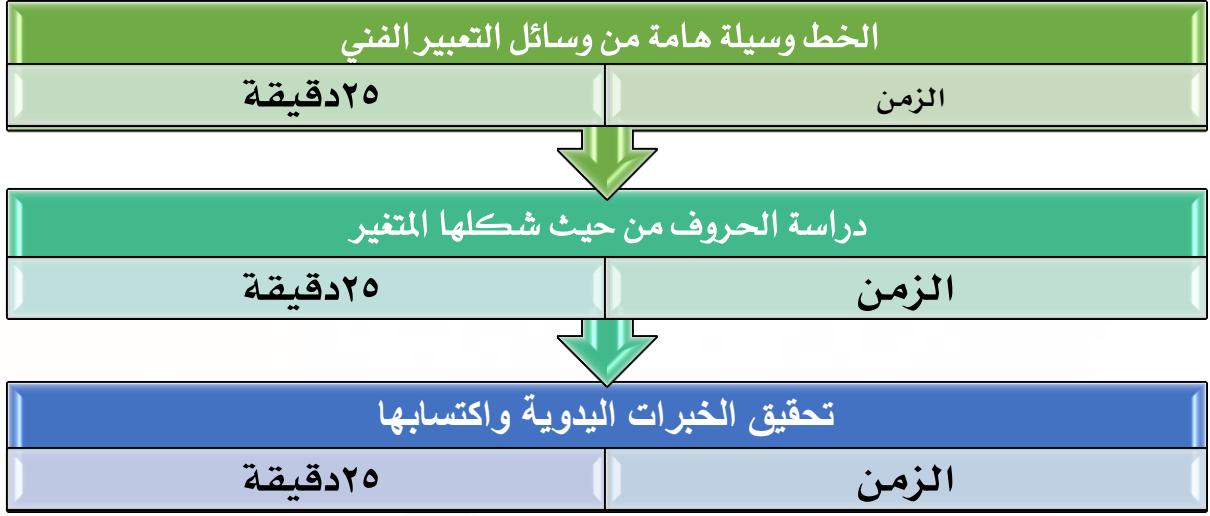 الخط وسيلة هامة من وسائل التعبير الفني
الزمن ٢٥دقيقة
دراسة الحروف من حيث شكلها المتغير
الزمن ٢٥دقيقة
تحقيق الخبرات اليدوية واكتسابها
الزمن ٢٥دقيقة